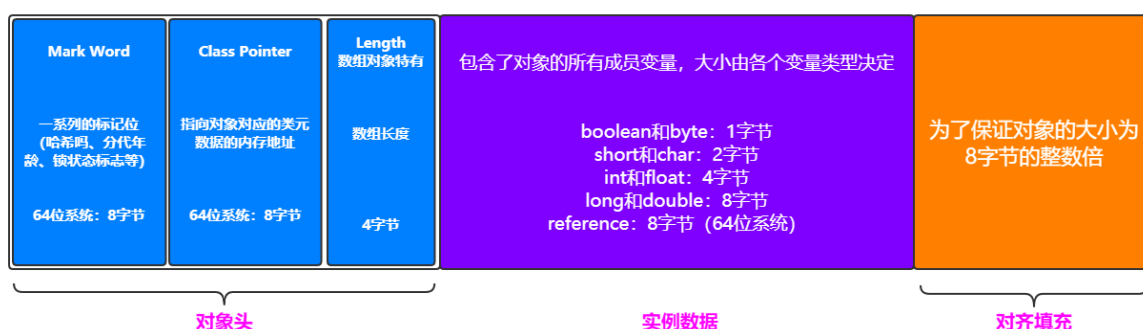 Mark Word
一系列的标记位
(哈希吗、分代年
龄、锁状态标志等)
64位系统：8字节
Class Pointer
指向对象对应的类元
数据的内存地址
64位系统：8字节
Length
数组对象特有
数组长度
4字节
包含了对象的所有成员变量，大小由各个变量类型决定
boolean和byte：1字节
short和char：2字节
int和float：4字节
long和double：8字节
reference：8字节（64位系统）
为了保证对象的大小为
8字节的整数倍
对象头
实例数据
对齐填充